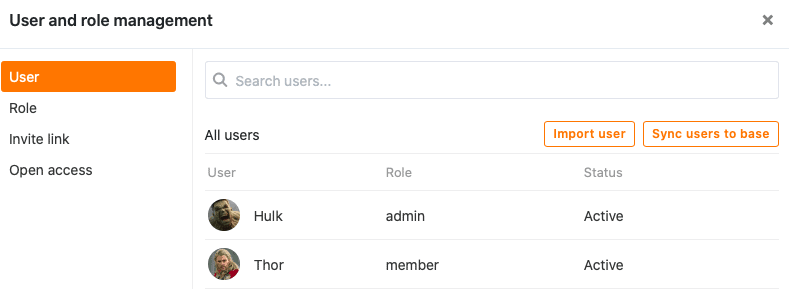 User and role management
User
Role
Invite link
Open access
Search users...
All users
Import user
Sync users to base
User Role Status
Hulk admin Active
Thor member Active